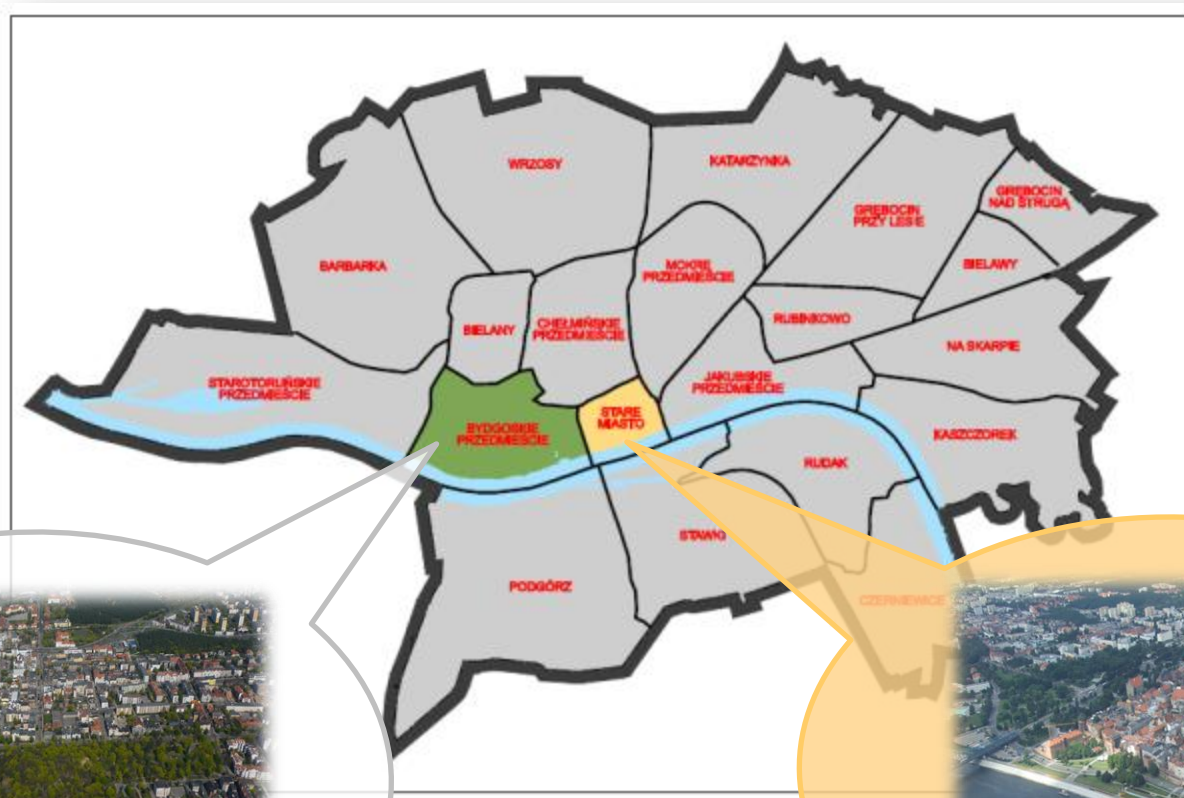 WRZOSY
KATARZYNKA
GRĘBOCIN
NAD STRUGĄ
GRĘBOCIN
PRZY LESIE
BARBARKA
MOKRE
PRZEDMIEŚCIE
BIELAWY
BIELANY
CHEŁMIŃSKIE
PRZEDMIEŚCIE
RUBINKOWO
NA SKARPIE
STAROTORUŃSKIE
PRZEDMIEŚCIE
JAKUBSKIE
PRZEDMIEŚCIE
STARE
MIASTO
BYDGOSKIE
PRZEDMIEŚCIE
KASZCZOREK
RUDAK
STAWKI
PODGÓRZ
CZERNIEWICE